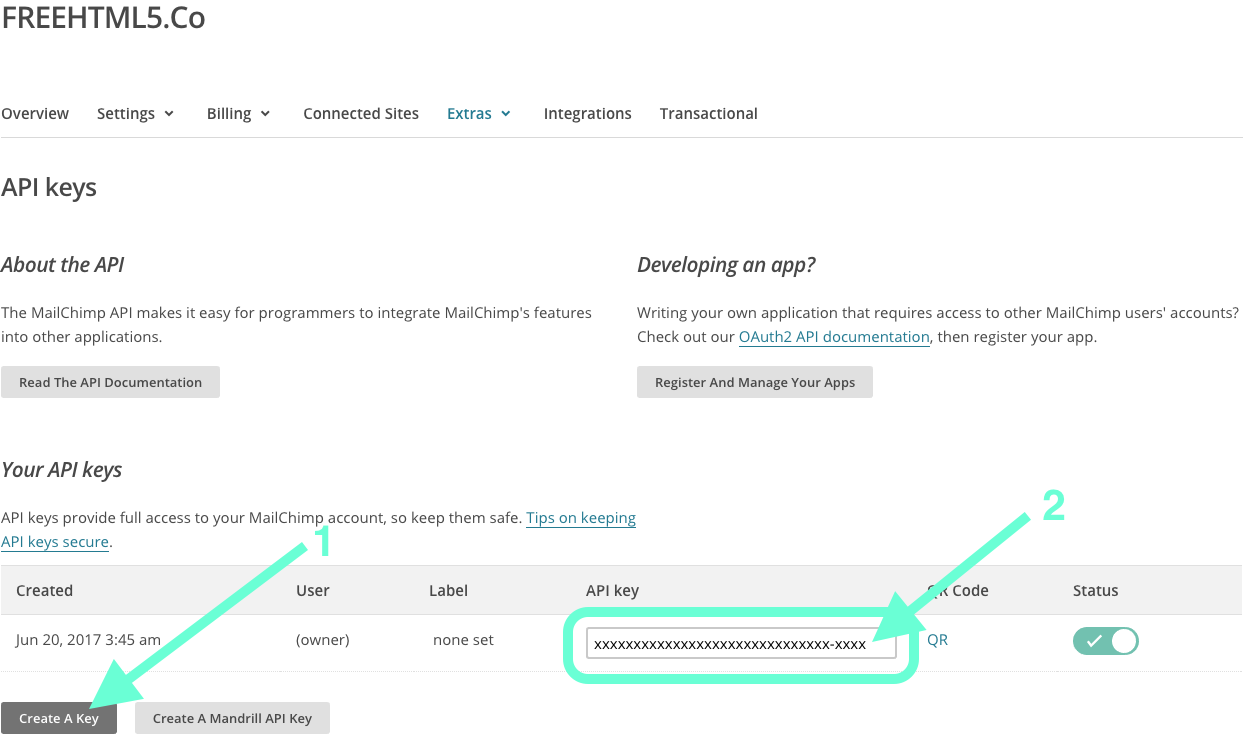 FREEHTML5.Co
Overview Settings Billing Connected Sites Extras Integrations Transactional
API keys
About the API
The MailChimp API makes it easy for programmers to integrate MailChimp's features
into other applications.
Read The API Documentation
Developing an app?
Writing your own application that requires access to other MailChimp users' accounts?
Check out our OAuth2 API documentation, then register your app.
Register And Manage Your Apps
Your API keys
API keys provide full access to your MailChimp account, so keep them safe. Tips on keeping
API keys secure.
1
2
Created User Label API key QR Code Status
Jun 20, 2017 3:45 am (owner) none set xxxxxxxxxxxxxxxxxxxxxxxxxxxxxx-xxxx QR
Create A Key Create A Mandrill API Key